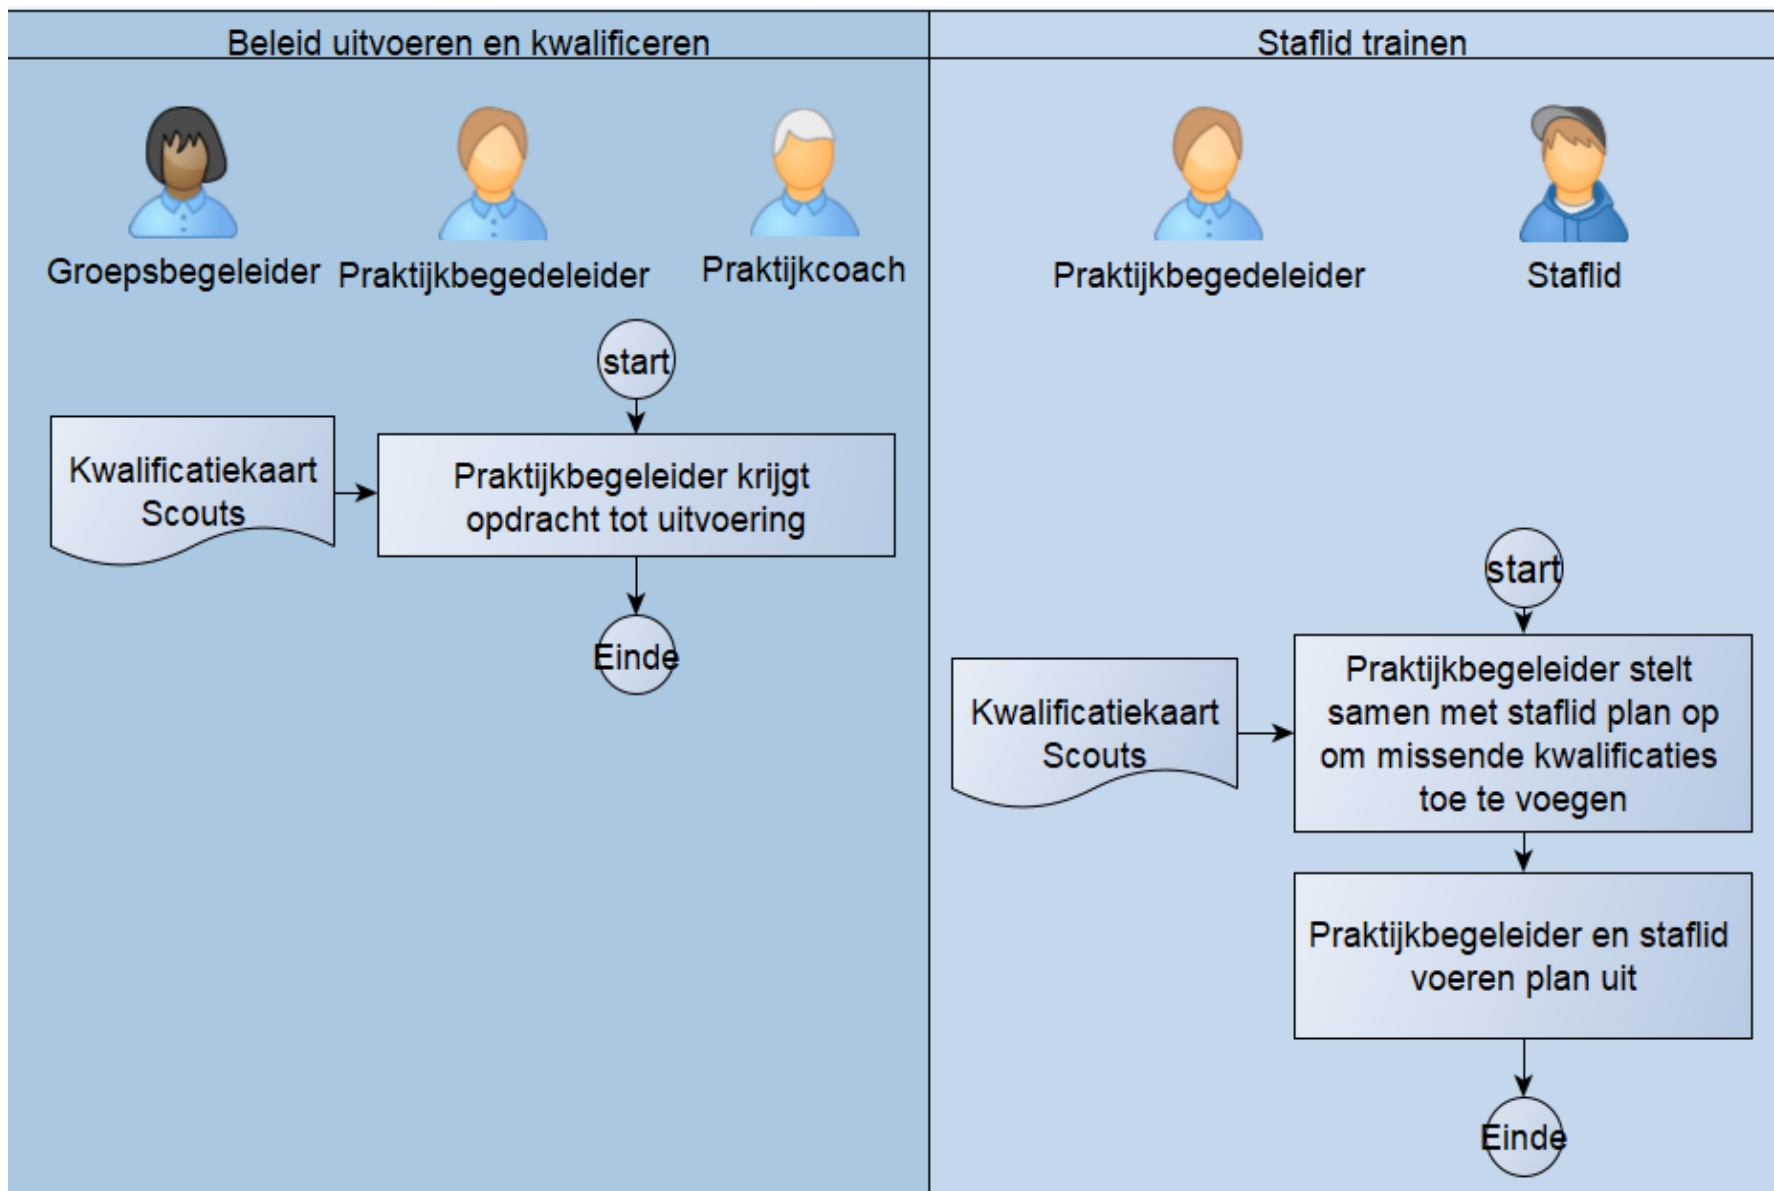 Beleid uitvoeren en kwalificeren
Groepsbegeleider
Praktijkbegedeleider
Praktijkcoach
start
Kwalificatiekaart
Scouts
Praktijkbegeleider krijgt
opdracht tot uitvoering
Einde
Staflid trainen
Praktijkbegedeleider
Staflid
start
Kwalificatiekaart
Scouts
Praktijkbegeleider stelt
samen met staflid plan op
om missende kwalificaties
toe te voegen
Praktijkbegeleider en staflid
voeren plan uit
Einde